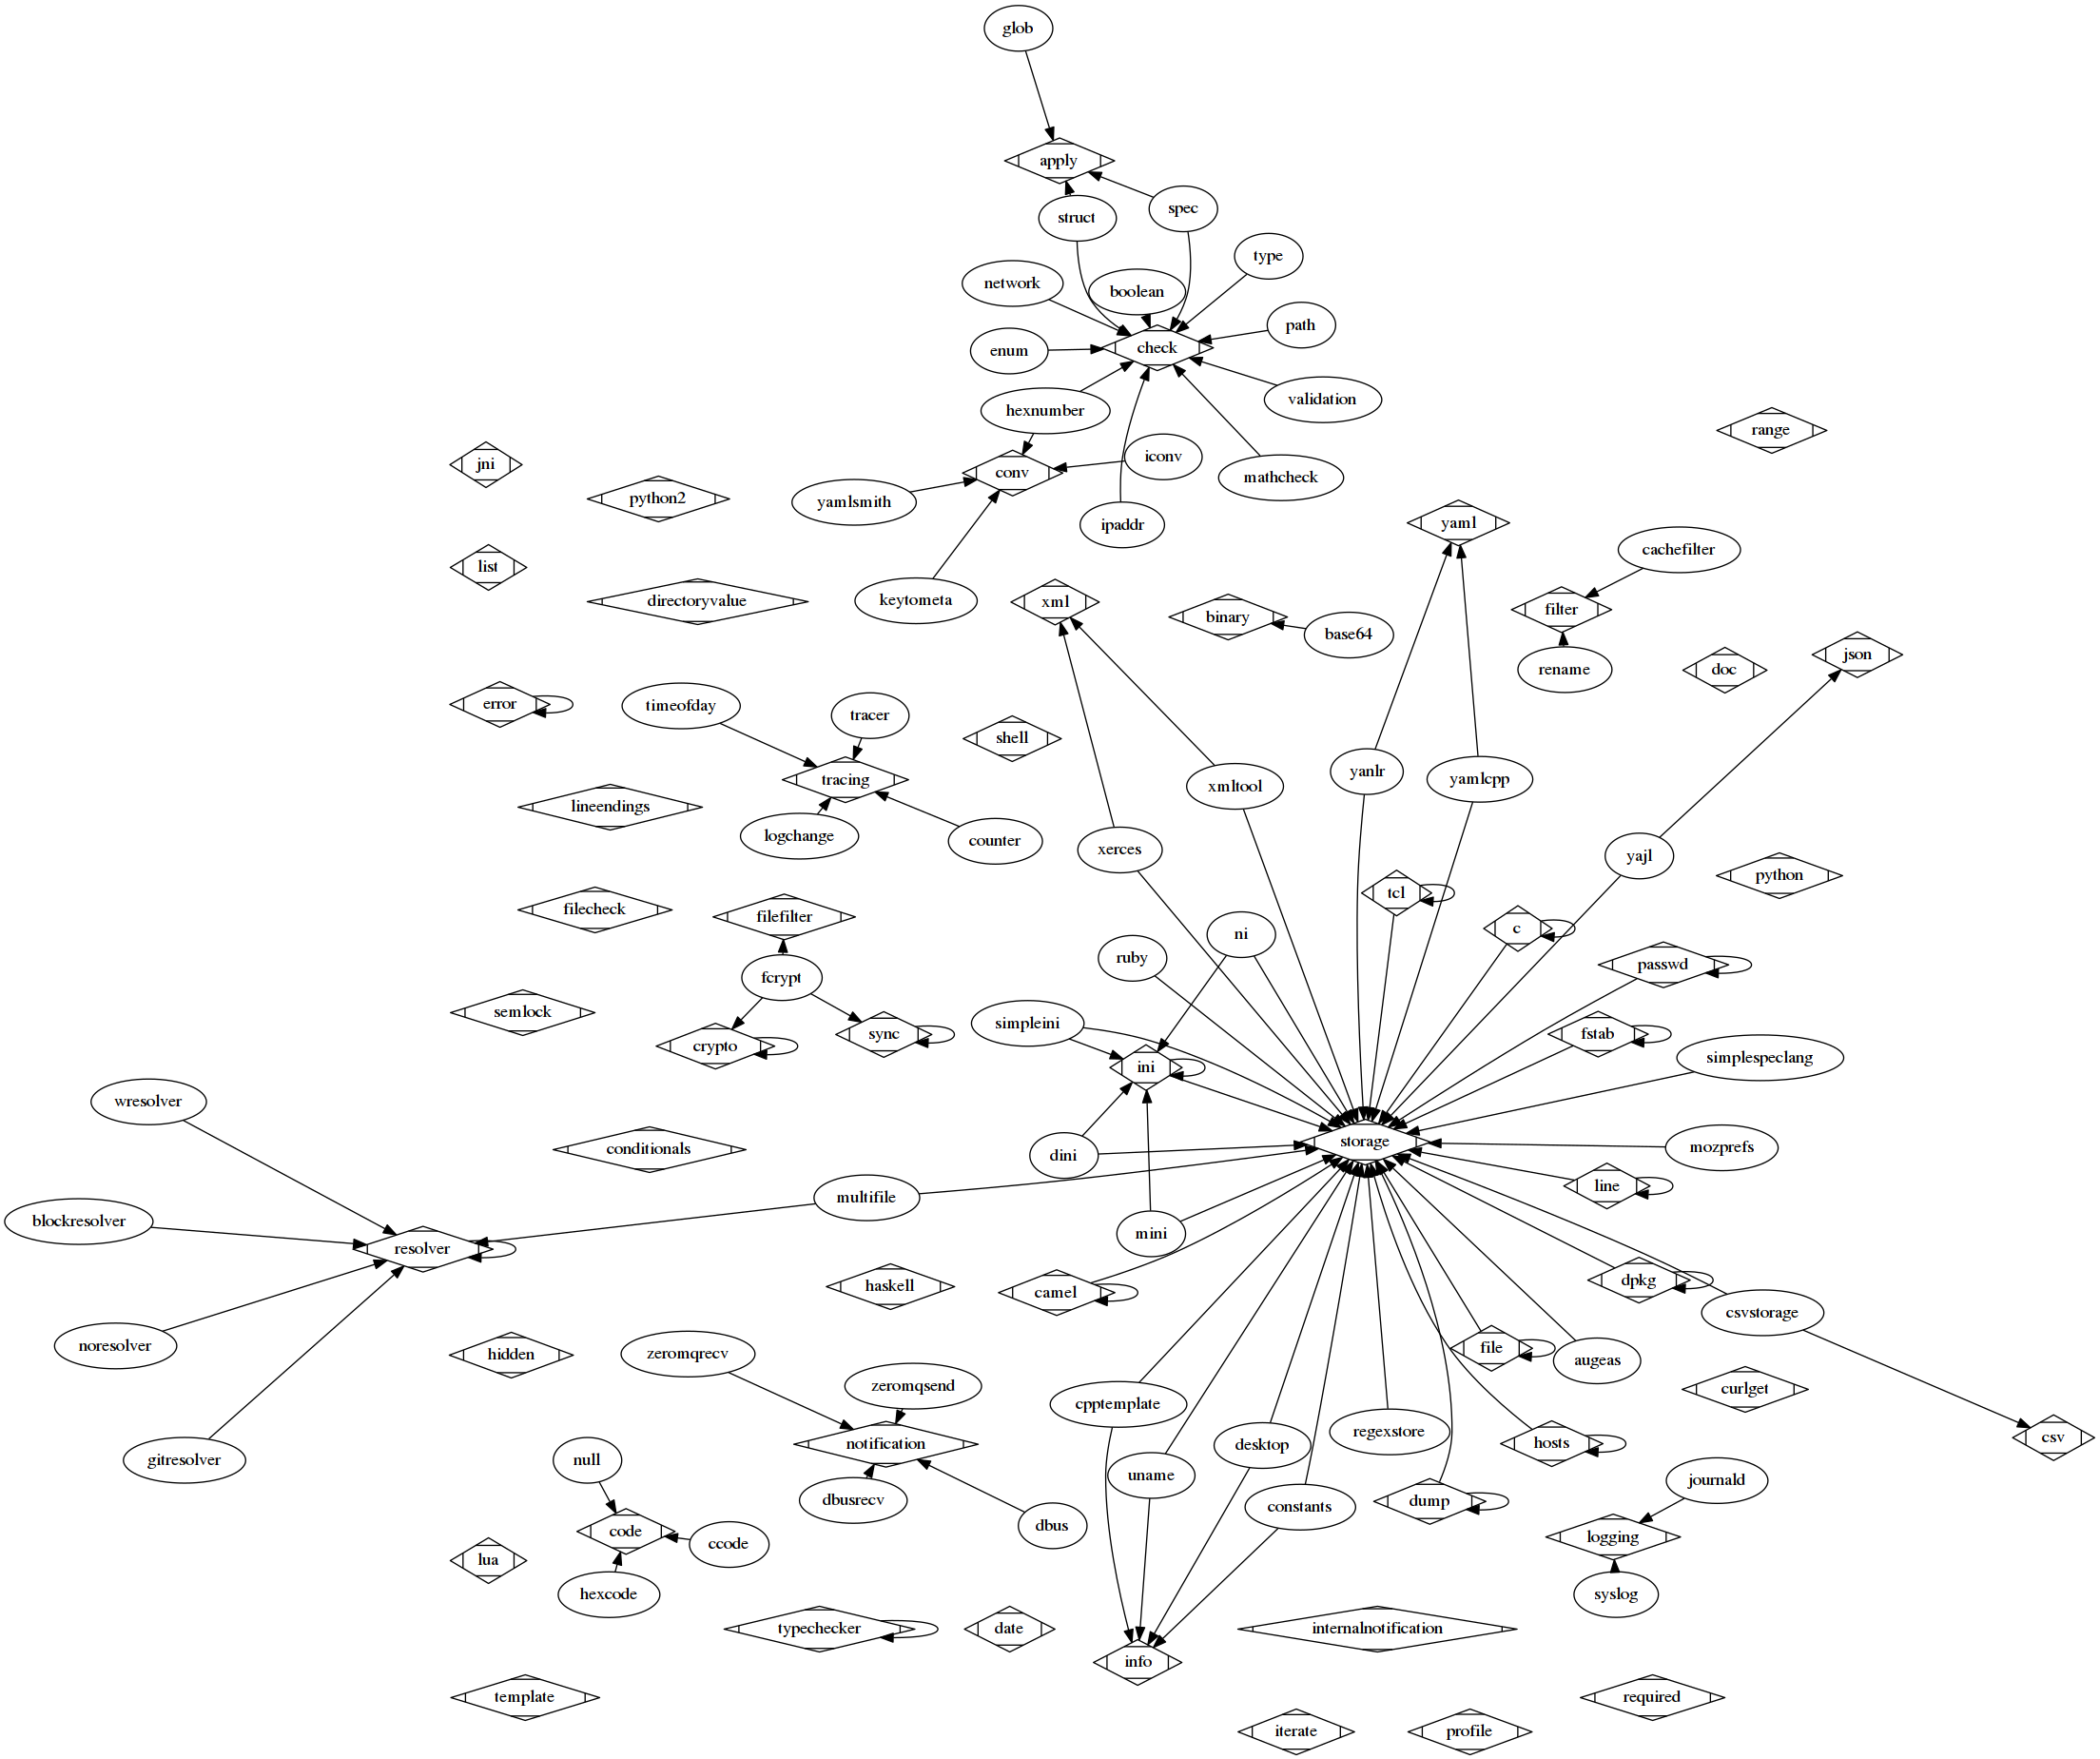 glob
apply
spec
struct
type
network
boolean
path
check
enum
validation
hexnumber
range
iconv
jni
conv
mathcheck
python2
yamlsmith
yaml
ipaddr
cachefilter
list
keytometa
directoryvalue
xml
filter
binary
base64
json
rename
doc
error
timeofday
tracer
shell
yanlr
tracing
yamlcpp
xmltool
lineendings
logchange
counter
xerces
yajl
python
tcl
filecheck
filefilter
c
ni
ruby
passwd
fcrypt
semlock
simpleini
sync
fstab
crypto
simplespeclang
ini
wresolver
storage
mozprefs
conditionals
dini
line
multifile
blockresolver
mini
resolver
dpkg
haskell
camel
csvstorage
noresolver
file
hidden
zeromqrecv
augeas
zeromqsend
curlget
cpptemplate
regexstore
csv
notification
desktop
hosts
gitresolver
null
uname
journald
dbusrecv
dump
constants
dbus
code
logging
ccode
lua
hexcode
syslog
typechecker
date
internalnotification
info
template
required
iterate
profile